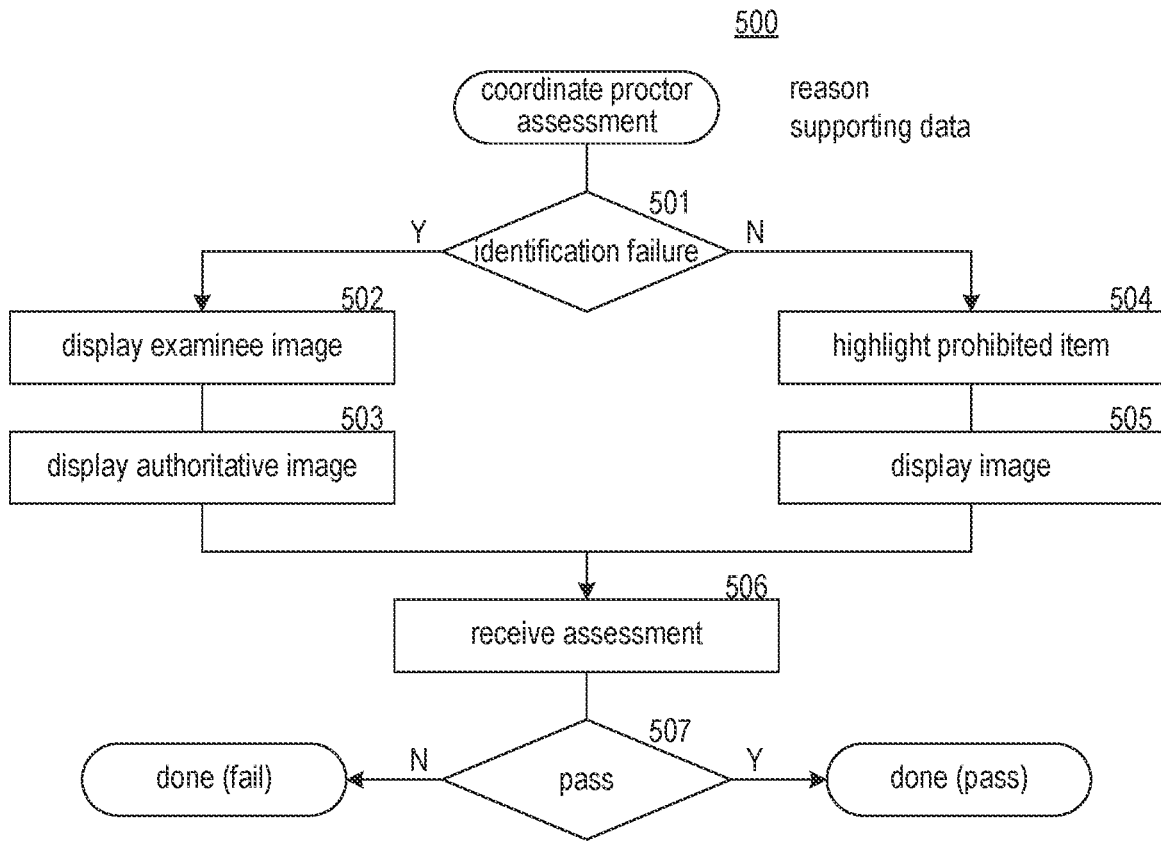 500
coordinate proctor
assessment
reason
supporting data
501
Y
identification failure
N
502
display examinee image
504
highlight prohibited item
503
display authoritative image
505
display image
506
receive assessment
507
N
pass
Y
done (fail)
done (pass)